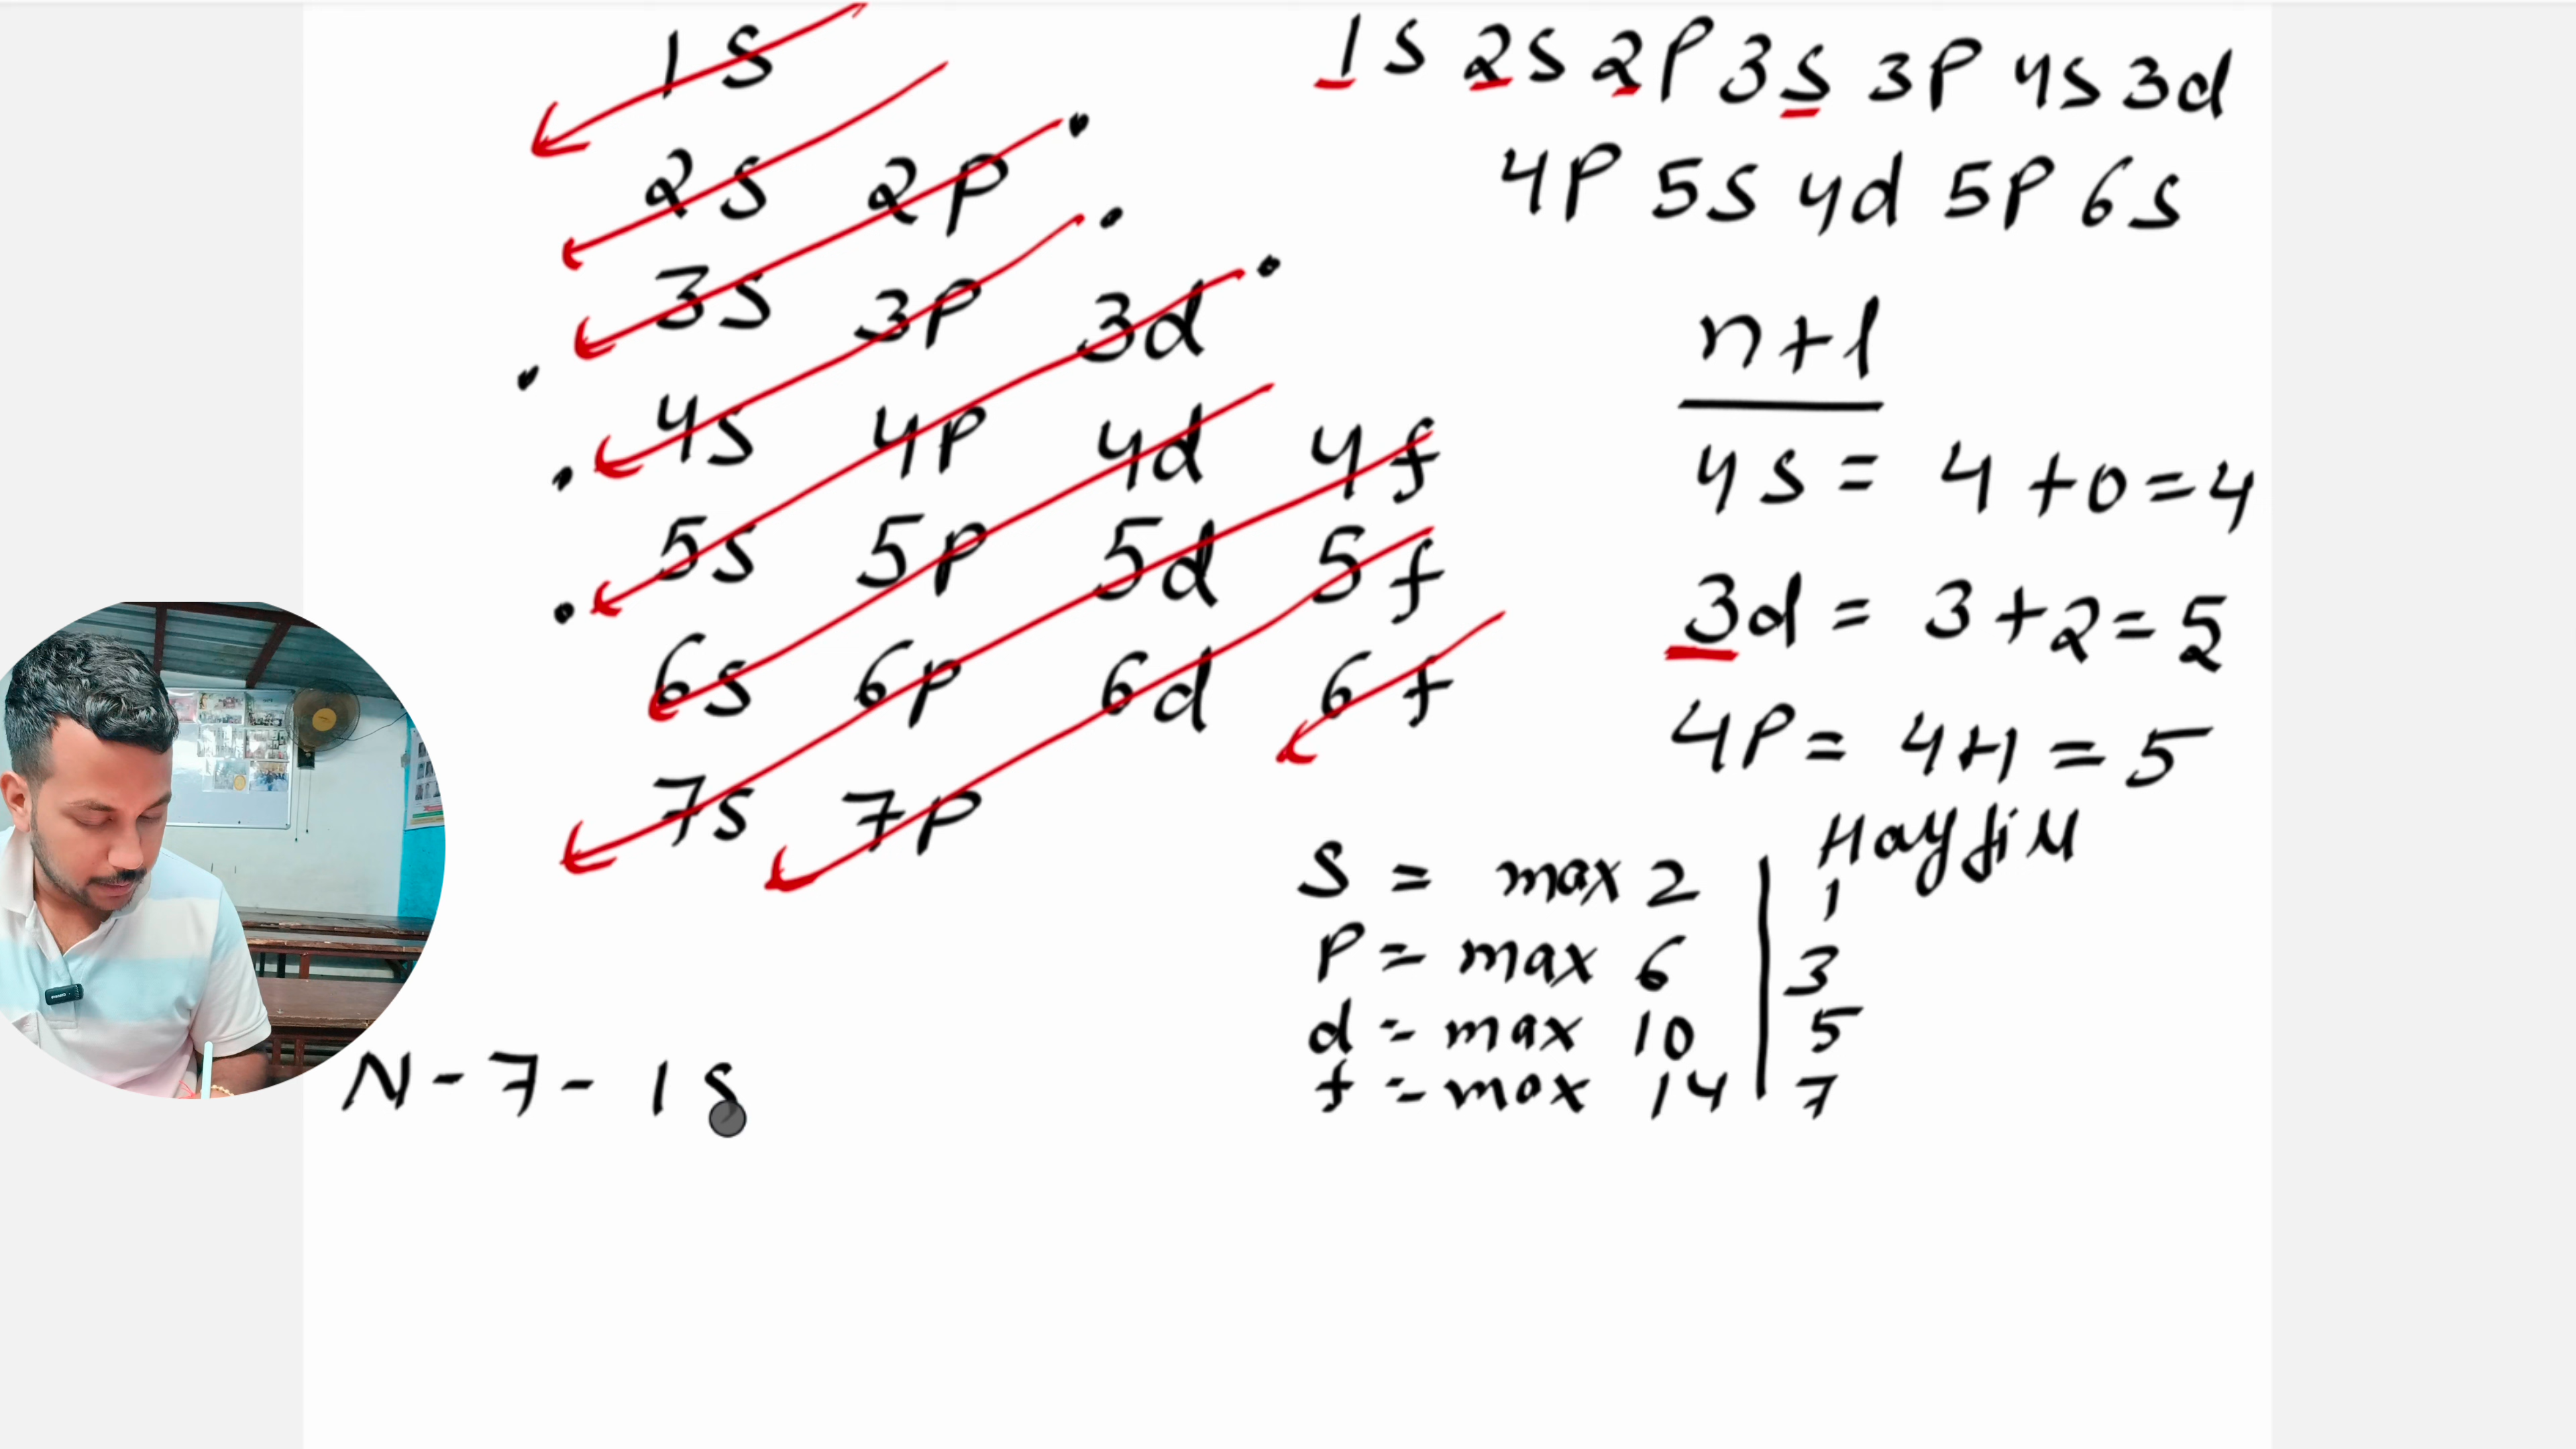 1s
2s 2p
3s 3p 3d
4s 4p 4d 4f
5s 5p 5d 5f
6s 6p 6d 6f
7s 7p
1s 2s 2p 3s 3p 4s 3d
4p 5s 4d 5p 6s
n+l
4s = 4+0=4
3d = 3+2=5
4p = 4+1=5
Hayfill
s = max 2 | 1
p = max 6 | 3
d = max 10 | 5
f = max 14 | 7
N-7-1s